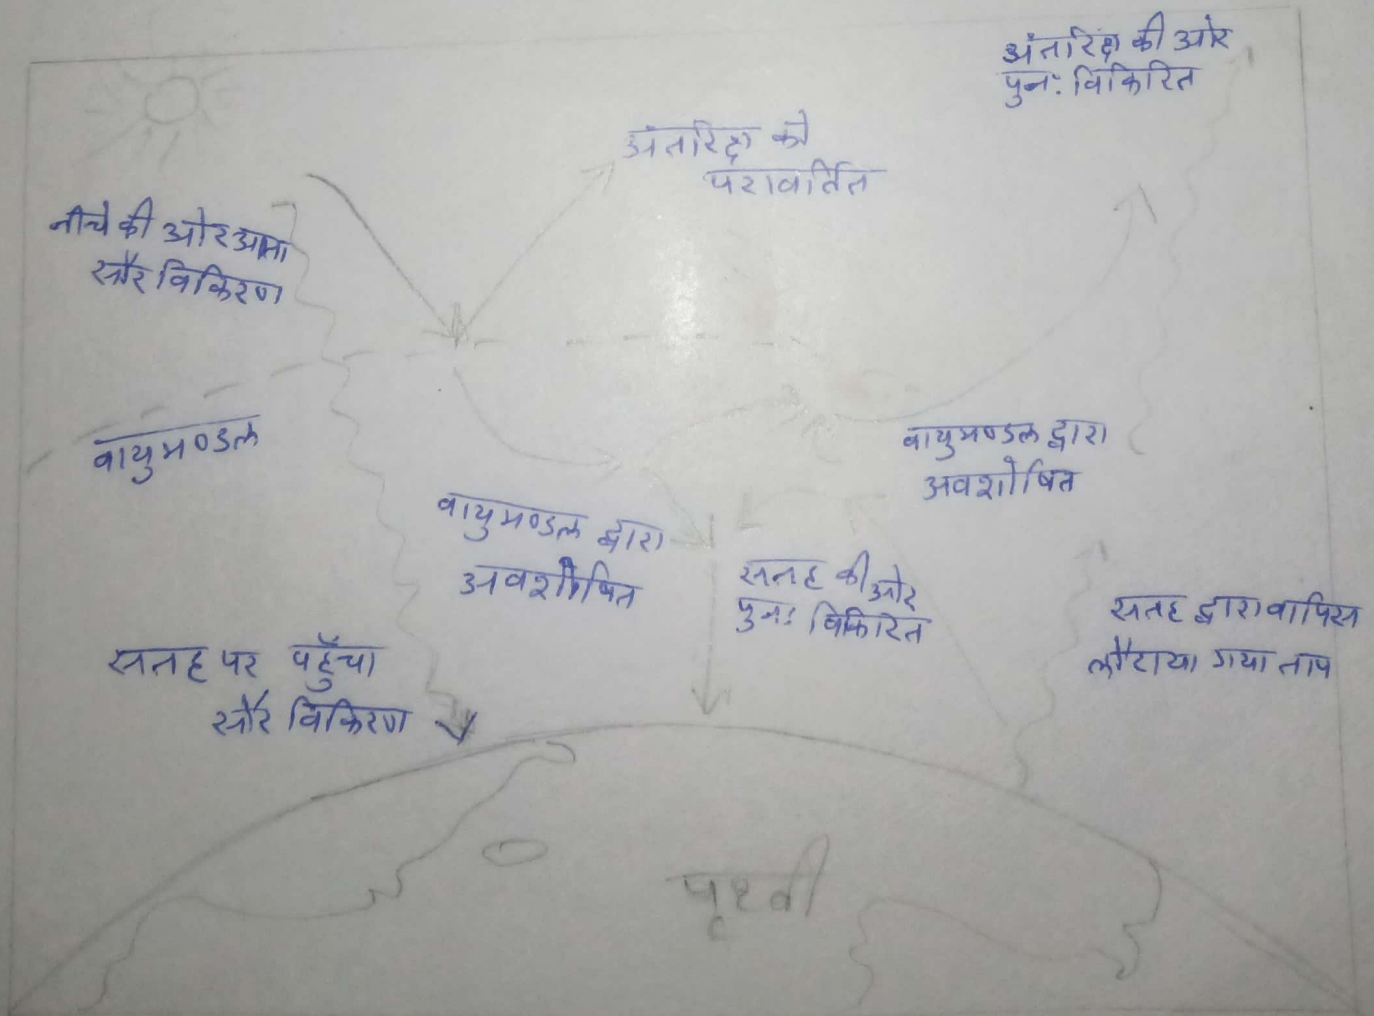 अंतरिक्ष की ओर
पुनः विकिरित
अंतरिक्ष को
परावर्तित
नीचे की ओर आता
सौर विकिरण
वायुमण्डल
वायुमण्डल द्वारा
अवशोषित
वायुमण्डल द्वारा
अवशोषित
सतह की ओर
पुनः विकिरित
सतह द्वारा वापिस
लौटाया गया ताप
सतह पर पहुँचा
सौर विकिरण
पृथ्वी